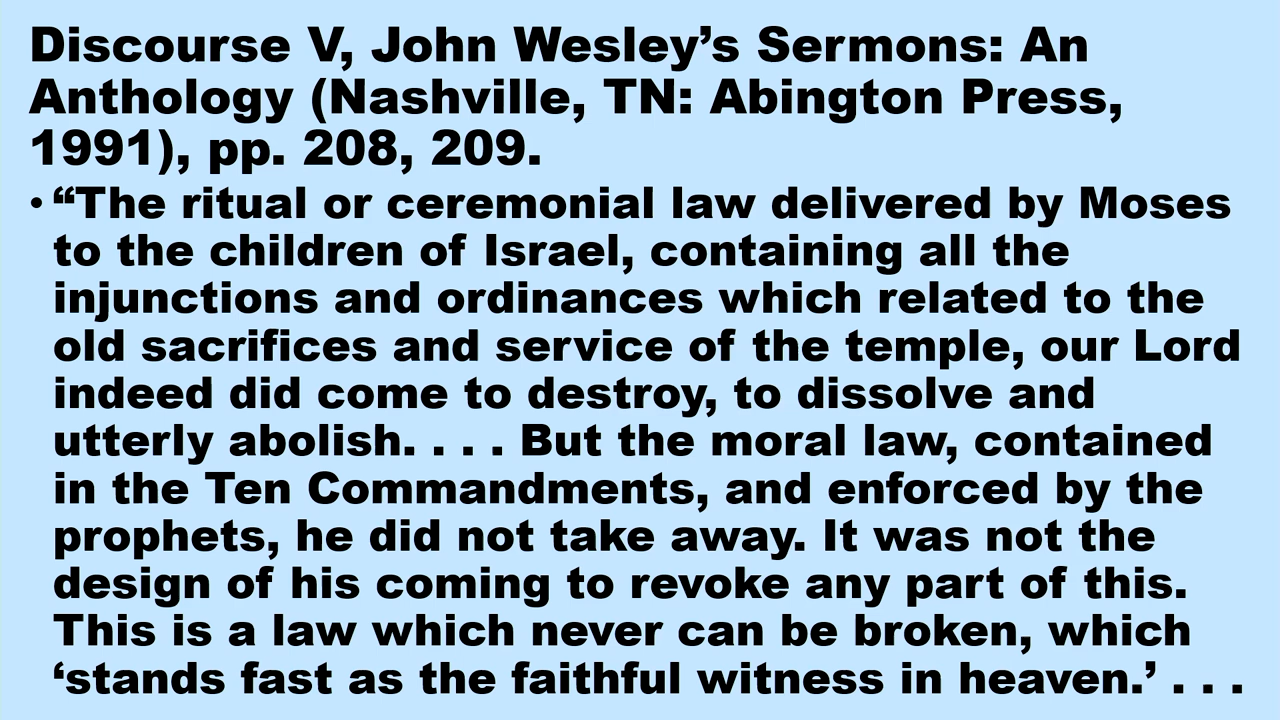 Discourse V, John Wesley’s Sermons: An
Anthology (Nashville, TN: Abington Press,
1991), pp. 208, 209.
• “The ritual or ceremonial law delivered by Moses
to the children of Israel, containing all the
injunctions and ordinances which related to the
old sacrifices and service of the temple, our Lord
indeed did come to destroy, to dissolve and
utterly abolish. . . . But the moral law, contained
in the Ten Commandments, and enforced by the
prophets, he did not take away. It was not the
design of his coming to revoke any part of this.
This is a law which never can be broken, which
‘stands fast as the faithful witness in heaven.’ . . .